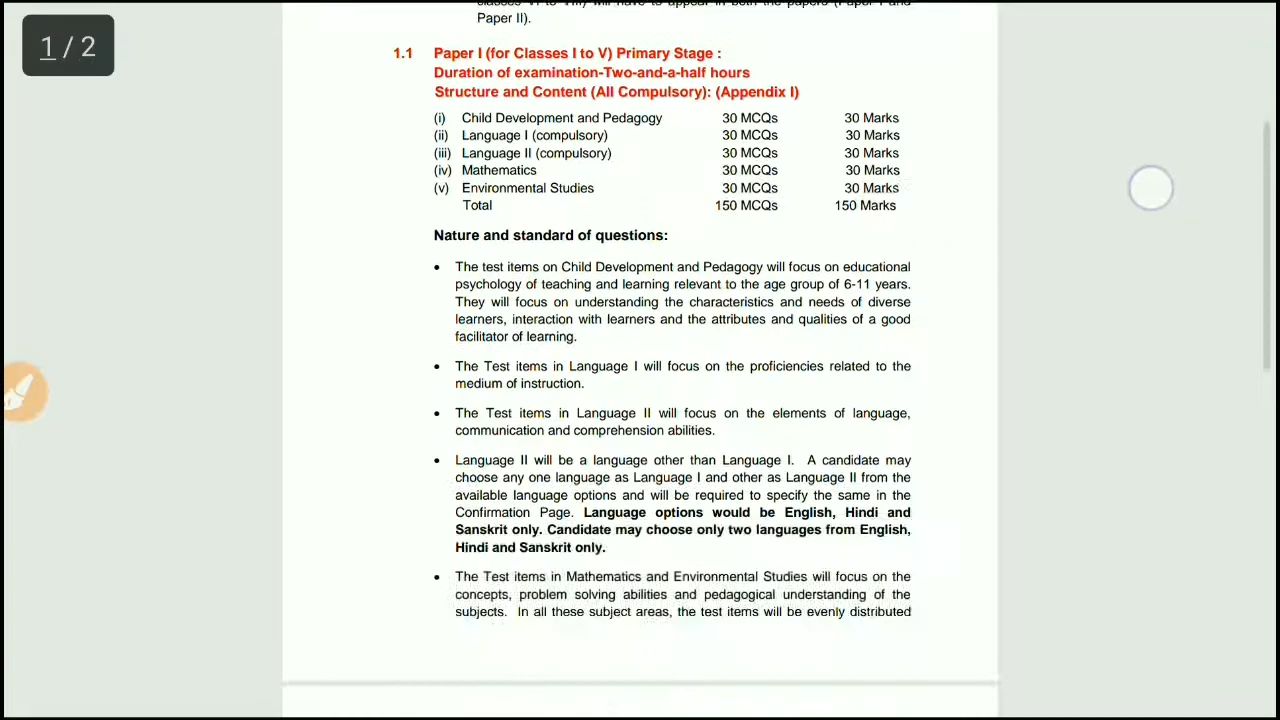 1 / 2
Paper II).
1.1 Paper I (for Classes I to V) Primary Stage :
Duration of examination-Two-and-a-half hours
Structure and Content (All Compulsory): (Appendix I)
(i) Child Development and Pedagogy 30 MCQs 30 Marks
(ii) Language I (compulsory) 30 MCQs 30 Marks
(iii) Language II (compulsory) 30 MCQs 30 Marks
(iv) Mathematics 30 MCQs 30 Marks
(v) Environmental Studies 30 MCQs 30 Marks
Total 150 MCQs 150 Marks
Nature and standard of questions:
• The test items on Child Development and Pedagogy will focus on educational
psychology of teaching and learning relevant to the age group of 6-11 years.
They will focus on understanding the characteristics and needs of diverse
learners, interaction with learners and the attributes and qualities of a good
facilitator of learning.
• The Test items in Language I will focus on the proficiencies related to the
medium of instruction.
• The Test items in Language II will focus on the elements of language,
communication and comprehension abilities.
• Language II will be a language other than Language I. A candidate may
choose any one language as Language I and other as Language II from the
available language options and will be required to specify the same in the
Confirmation Page. Language options would be English, Hindi and
Sanskrit only. Candidate may choose only two languages from English,
Hindi and Sanskrit only.
• The Test items in Mathematics and Environmental Studies will focus on the
concepts, problem solving abilities and pedagogical understanding of the
subjects. In all these subject areas, the test items will be evenly distributed